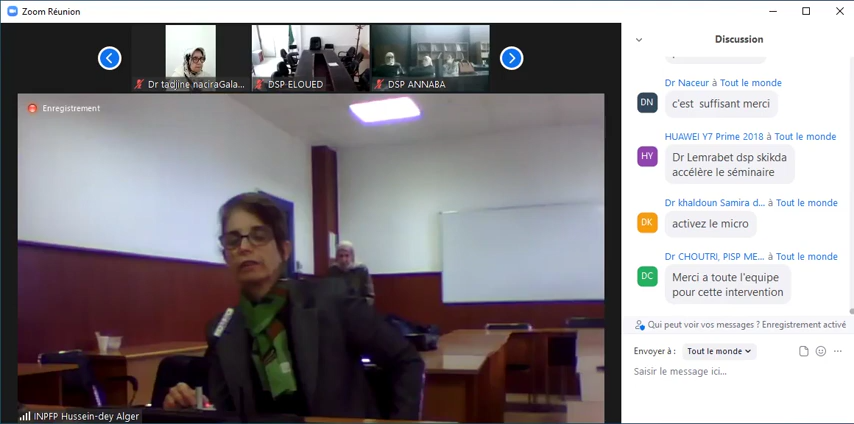 Zoom Réunion
Dr tadjine naciraGala...
DSP ELOUED
DSP ANNABA
Enregistrement
INPFP Hussein-dey Alger
Discussion
Dr Naceur à Tout le monde
DN
c'est suffisant merci
HUAWEI Y7 Prime 2018 à Tout le monde
HY
Dr Lemrabet dsp skikda
accélère le séminaire
Dr khaldoun Samira d... à Tout le monde
DK
activez le micro
Dr CHOUTRI, PISP ME... à Tout le monde
DC
Merci a toute l'equipe
pour cette intervention
Qui peut voir vos messages ? Enregistrement activé
Envoyer à : Tout le monde
Saisir le message ici...